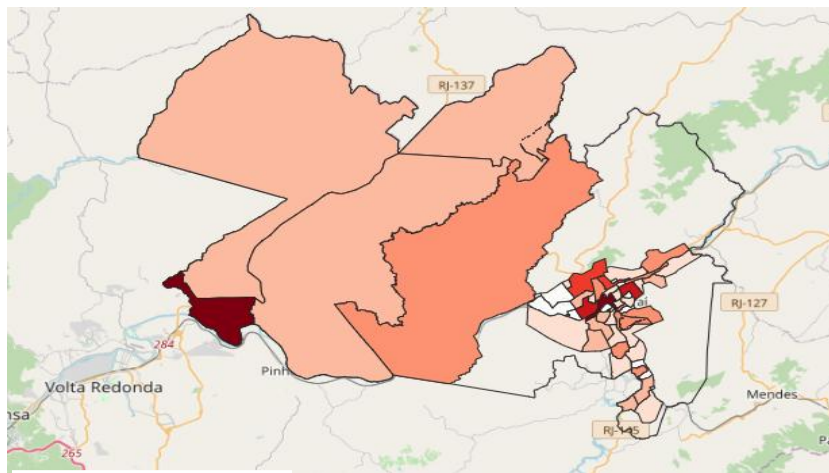 RJ-137
RJ-127
284
Volta Redonda
Pinh
Mendes
nsa
RJ-145
265